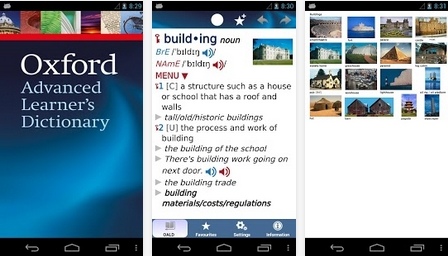 8:29
Oxford
Advanced
Learner's
Dictionary
8:30
build•ing noun
BrE /ˈbɪldɪŋ
NAmE /ˈbɪldɪŋ
MENU ▼
1 [C] a structure such as a house
or school that has a roof and
walls
tall/old/historic buildings
2 [U] the process and work of
building
the building of the school
There's building work going on
next door.
the building trade
building
materials/costs/regulations
OALD Favourites Settings Information
8:31